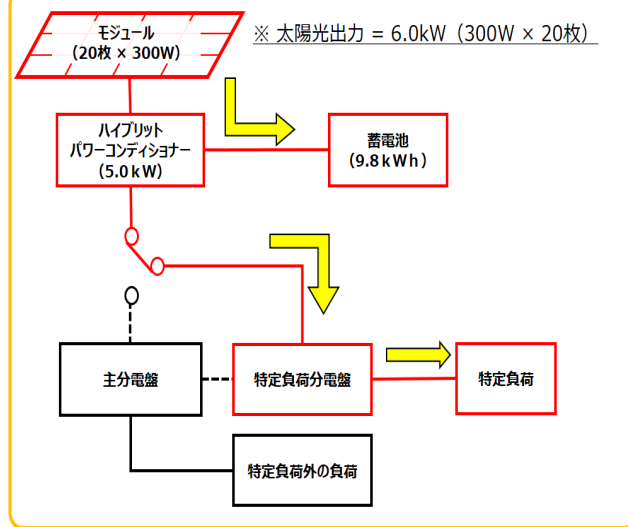 モジュール
（20枚 × 300W）
※ 太陽光出力 = 6.0kW（300W × 20枚）
ハイブリット
パワーコンディショナー
（5.0kW）
蓄電池
（9.8kWh）
主分電盤
特定負荷分電盤
特定負荷
特定負荷外の負荷